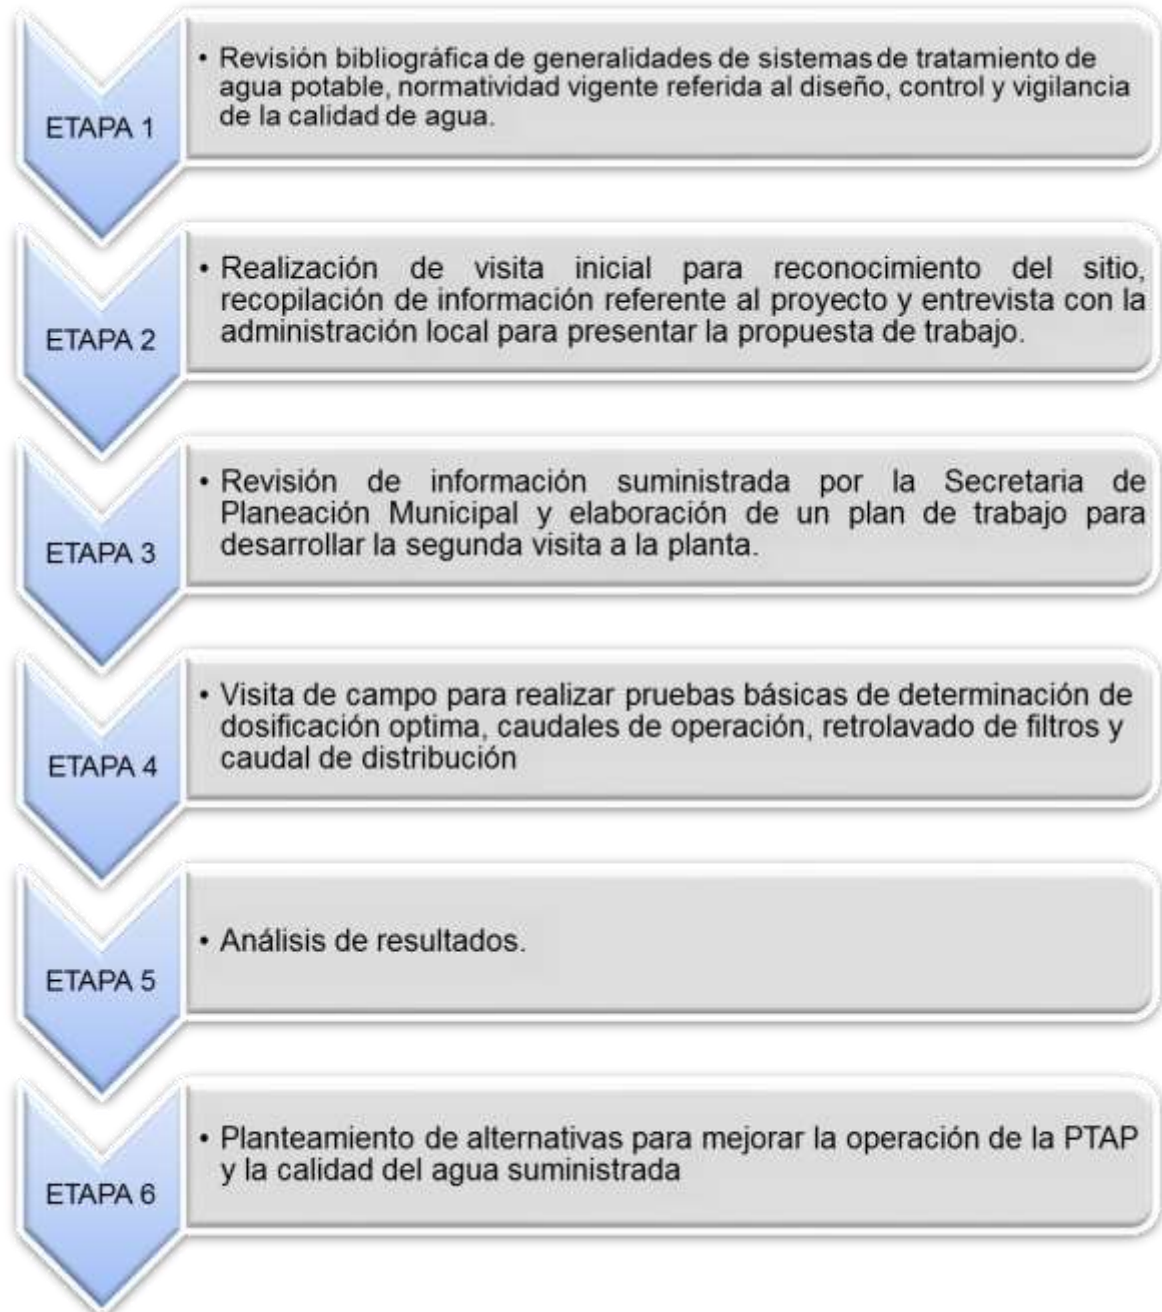 ETAPA 1
• Revisión bibliográfica de generalidades de sistemas de tratamiento de
agua potable, normatividad vigente referida al diseño, control y vigilancia
de la calidad de agua.
ETAPA 2
• Realización de visita inicial para reconocimiento del sitio,
recopilación de información referente al proyecto y entrevista con la
administración local para presentar la propuesta de trabajo.
ETAPA 3
• Revisión de información suministrada por la Secretaria de
Planeación Municipal y elaboración de un plan de trabajo para
desarrollar la segunda visita a la planta.
ETAPA 4
• Visita de campo para realizar pruebas básicas de determinación de
dosificación optima, caudales de operación, retrolavado de filtros y
caudal de distribución
ETAPA 5
• Análisis de resultados.
ETAPA 6
• Planteamiento de alternativas para mejorar la operación de la PTAP
y la calidad del agua suministrada